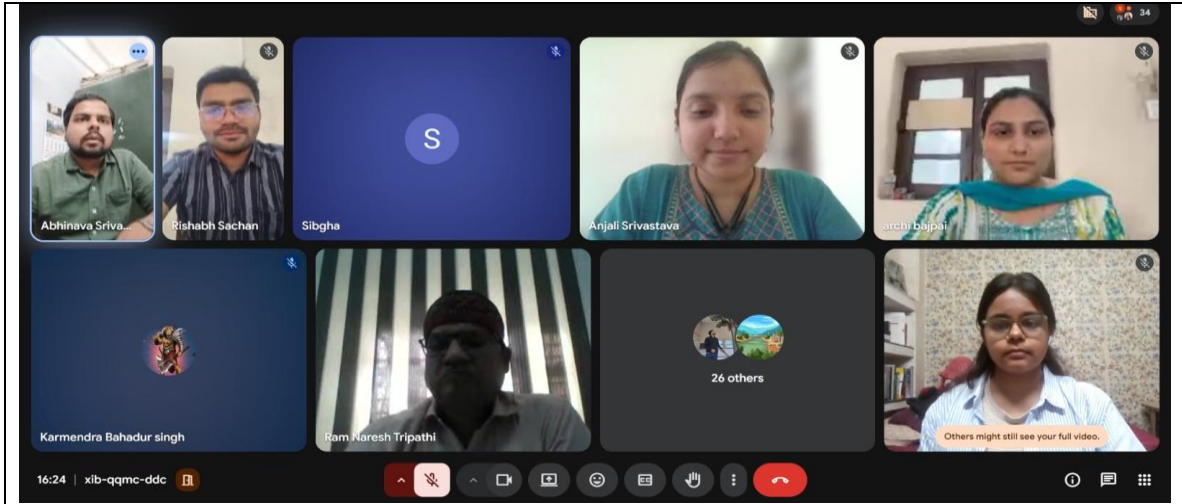 34
Abhinava Sriva...
Rishabh Sachan
S
Sibgha
Anjali Srivastava
archi bajpai
Karmendra Bahadur singh
Ram Naresh Tripathi
26 others
Others might still see your full video.
16:24 | xib-qqmc-ddc